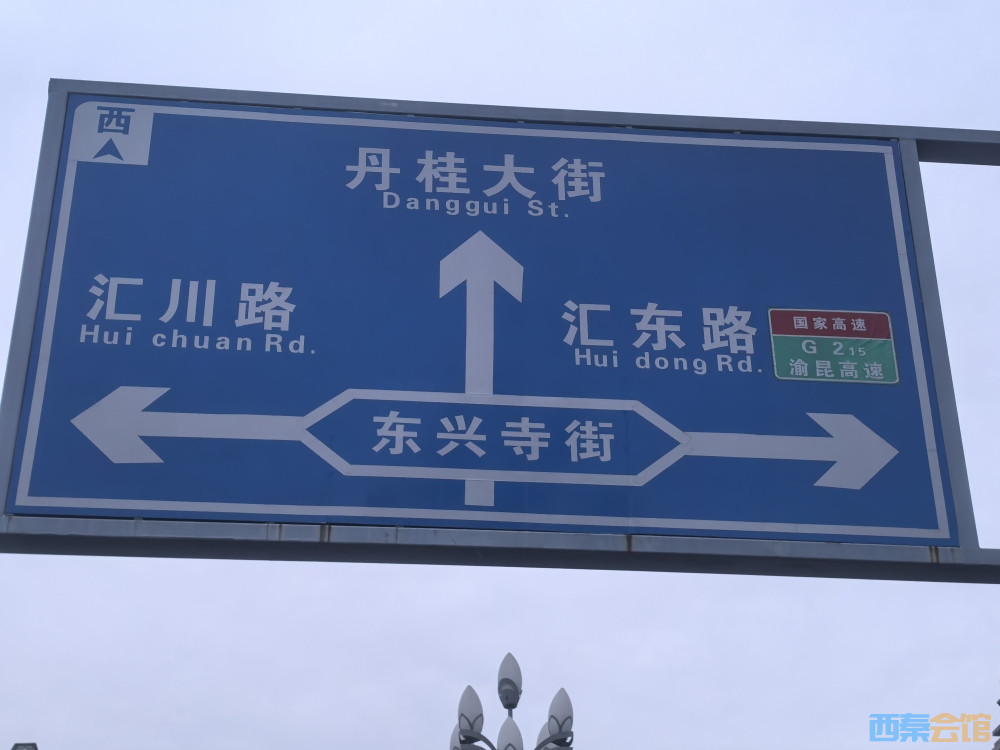 西
丹桂大街
Danggui St.
汇川路
Hui chuan Rd.
汇东路
Hui dong Rd.
国家高速
G 215
渝昆高速
东兴寺街
西秦会馆